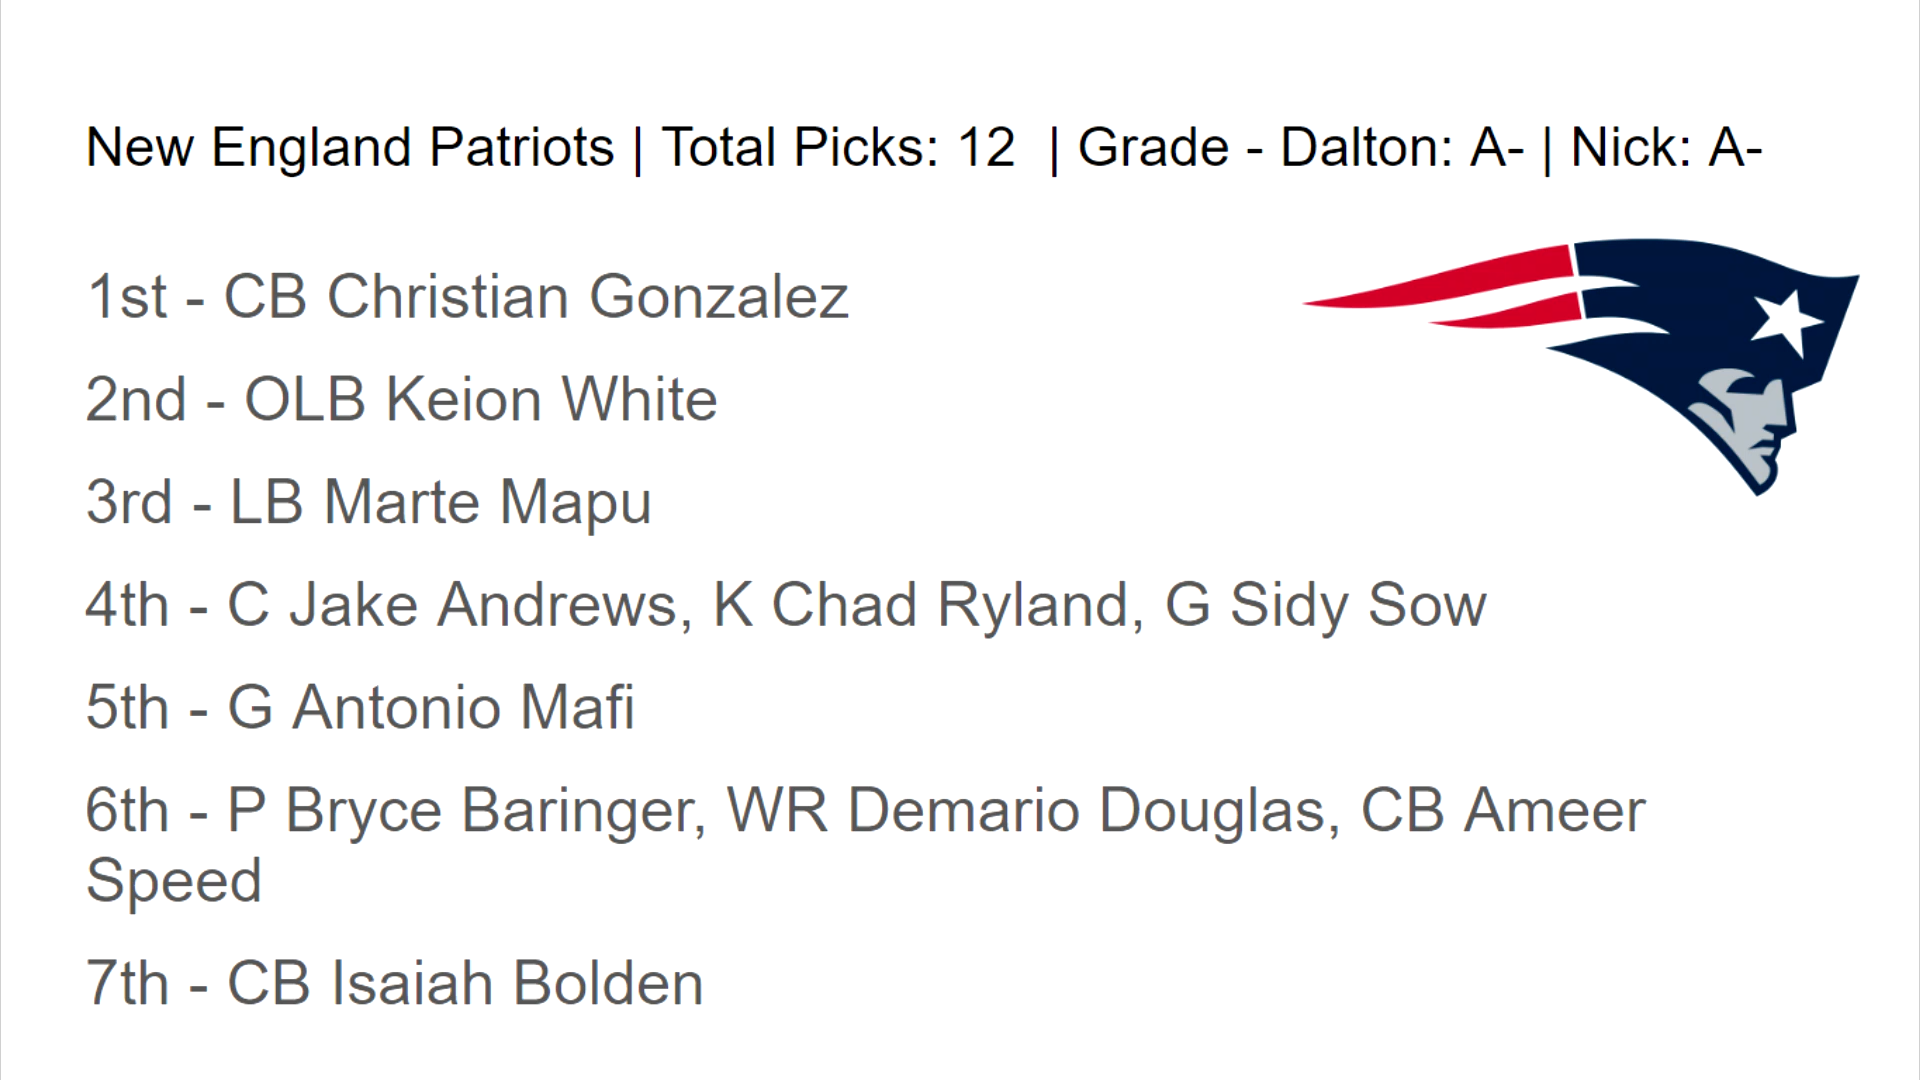 New England Patriots | Total Picks: 12  | Grade - Dalton: A- | Nick: A-
1st - CB Christian Gonzalez
2nd - OLB Keion White
3rd - LB Marte Mapu
4th - C Jake Andrews, K Chad Ryland, G Sidy Sow
5th - G Antonio Mafi
6th - P Bryce Baringer, WR Demario Douglas, CB Ameer
Speed
7th - CB Isaiah Bolden